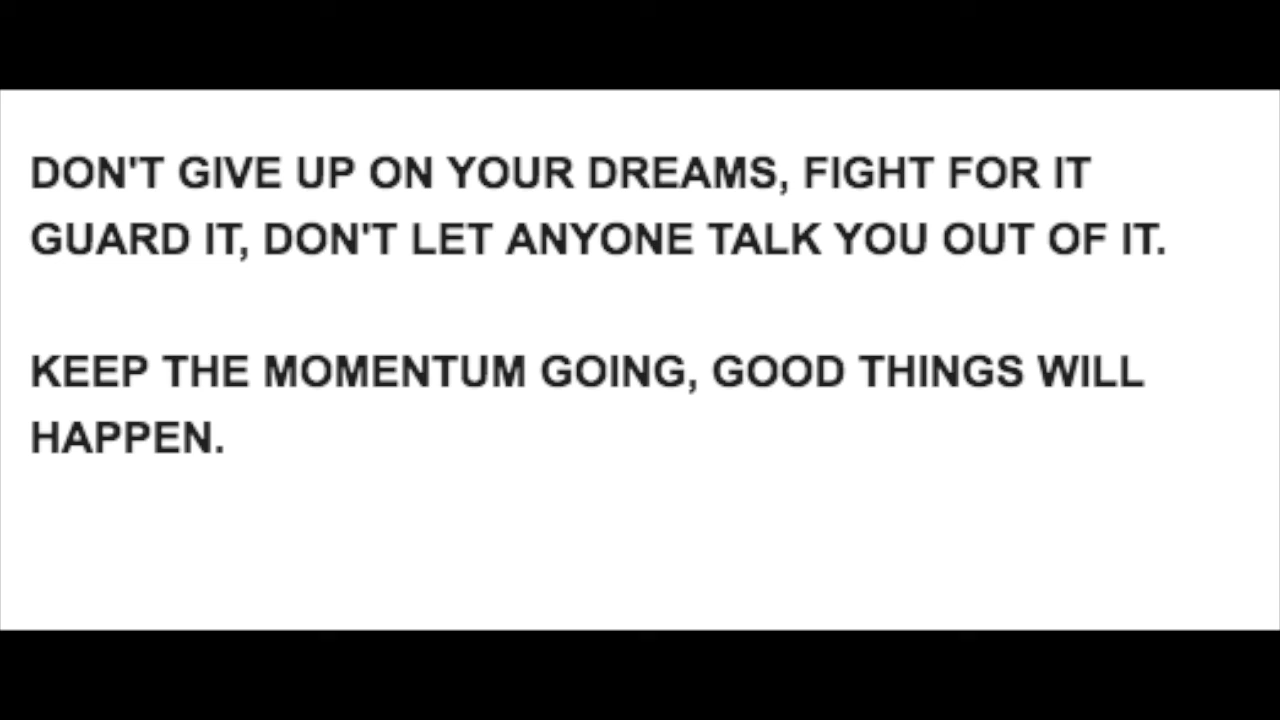 DON'T GIVE UP ON YOUR DREAMS, FIGHT FOR IT
GUARD IT, DON'T LET ANYONE TALK YOU OUT OF IT.
KEEP THE MOMENTUM GOING, GOOD THINGS WILL
HAPPEN.